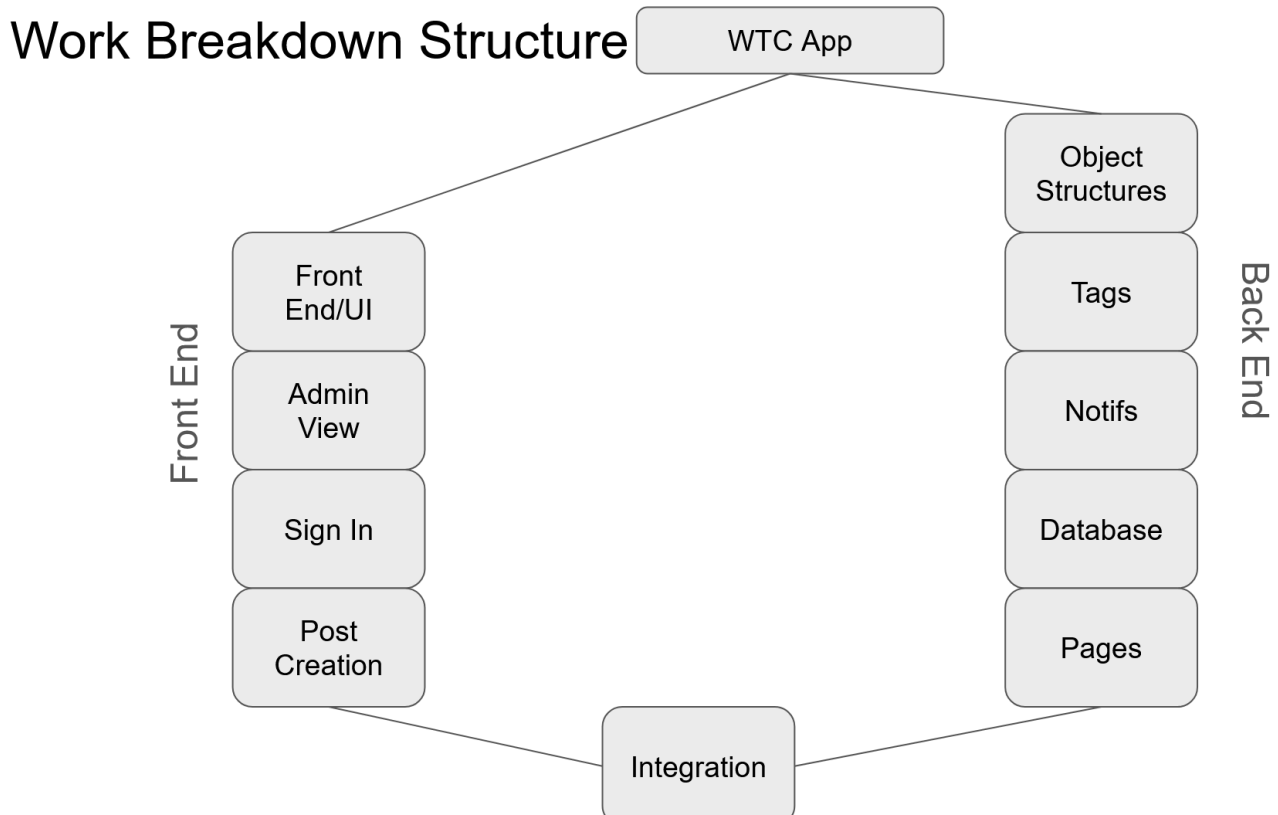 Work Breakdown Structure
WTC App
Front End
Front
End/UI
Admin
View
Sign In
Post
Creation
Object
Structures
Tags
Notifs
Database
Pages
Back End
Integration